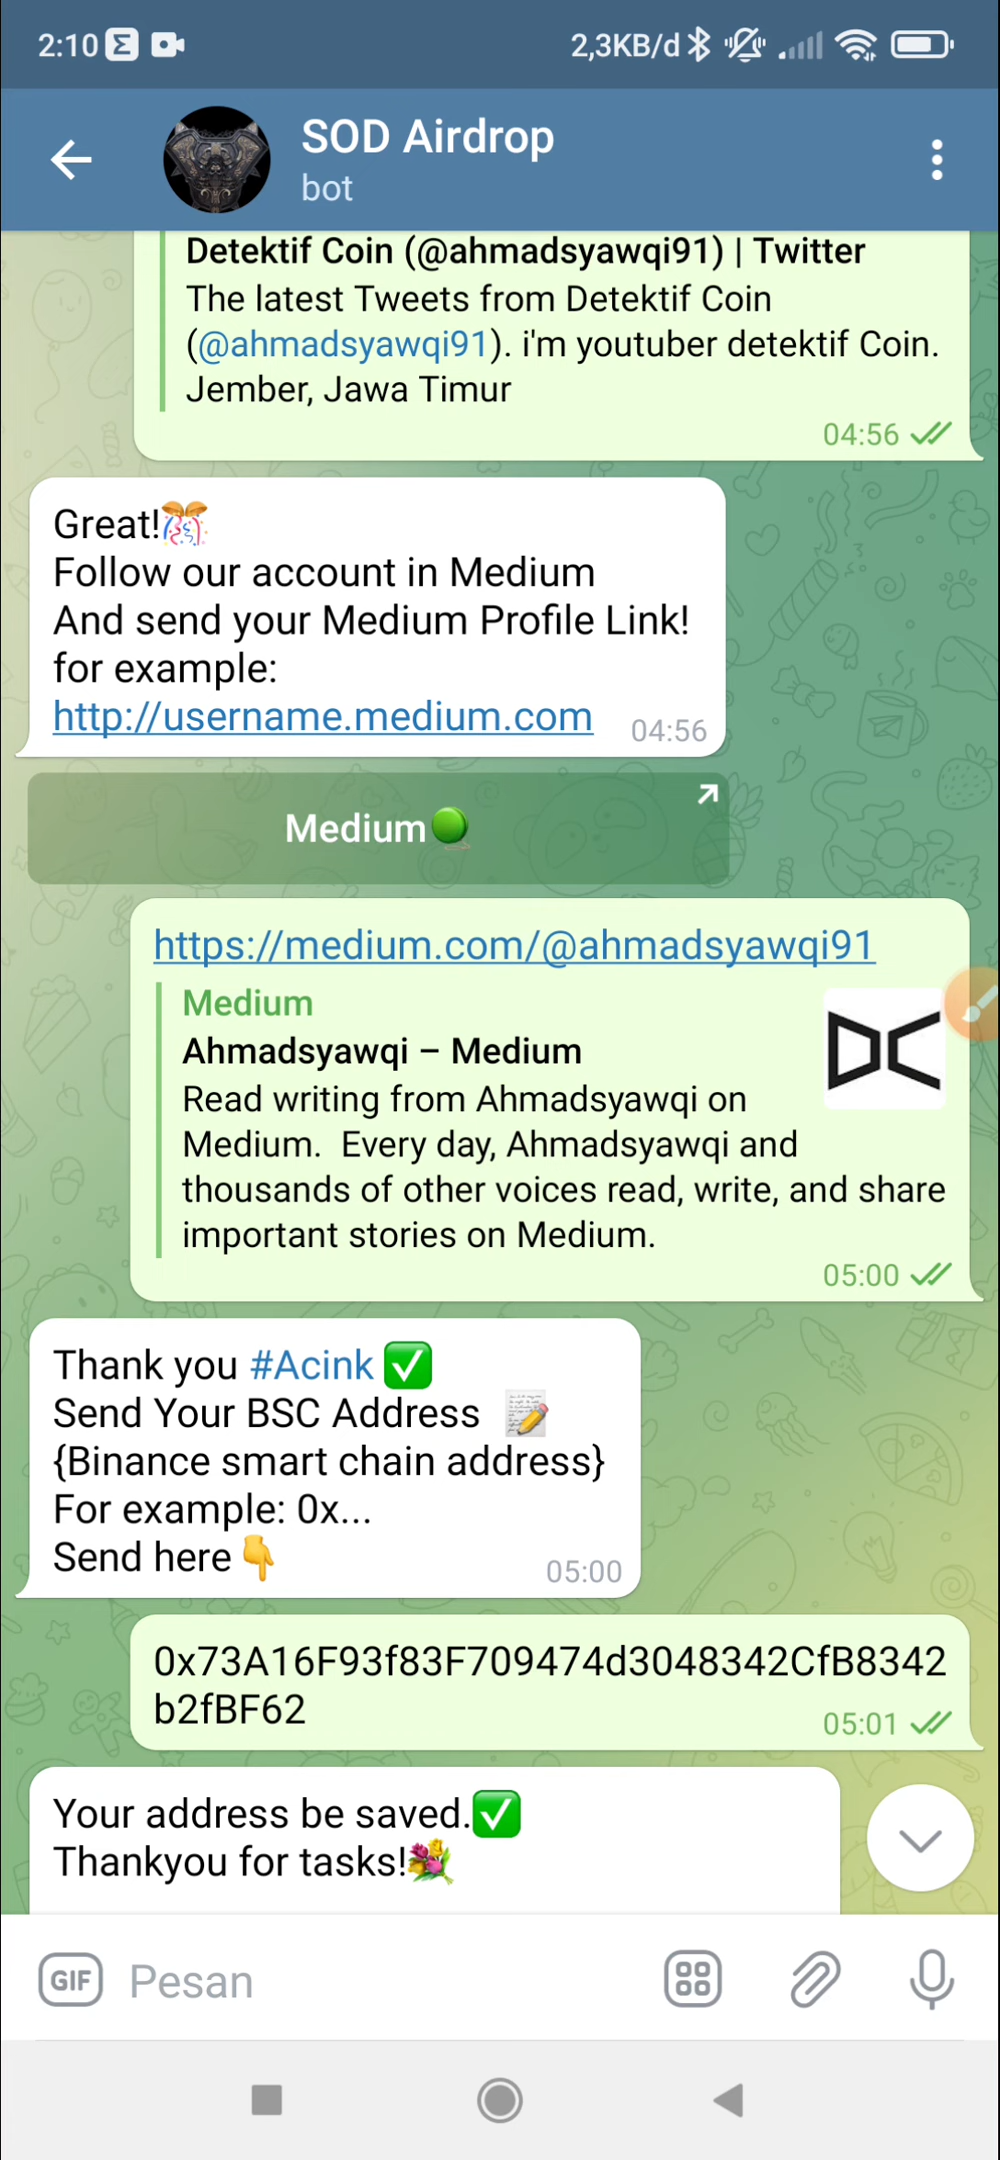 2:10
2,3KB/d
SOD Airdrop
bot
Detektif Coin (@ahmadsyawqi91) | Twitter
The latest Tweets from Detektif Coin
(@ahmadsyawqi91). i'm youtuber detektif Coin.
Jember, Jawa Timur
04:56
Great!
Follow our account in Medium
And send your Medium Profile Link!
for example:
http://username.medium.com
04:56
Medium
https://medium.com/@ahmadsyawqi91
Medium
Ahmadsyawqi – Medium
Read writing from Ahmadsyawqi on
Medium. Every day, Ahmadsyawqi and
thousands of other voices read, write, and share
important stories on Medium.
DC
05:00
Thank you #Acink ✅
Send Your BSC Address 📝
{Binance smart chain address}
For example: 0x...
Send here 👇
05:00
0x73A16F93f83F709474d3048342CfB8342
b2fBF62
05:01
Your address be saved.✅
Thankyou for tasks!💐
GIF
Pesan